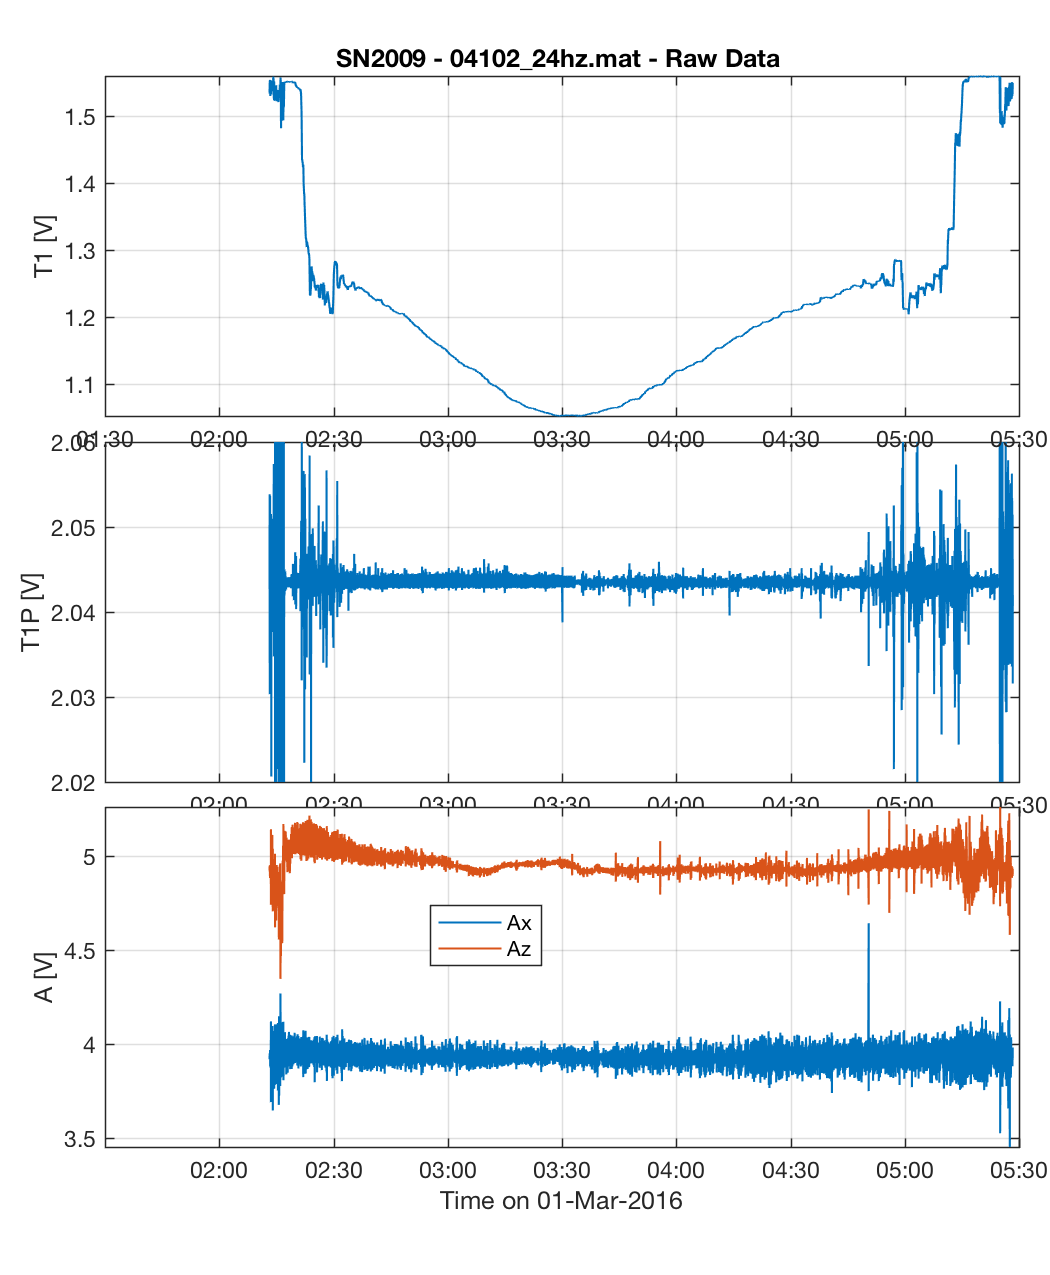 SN2009 - 04102_24hz.mat - Raw Data
1.5
1.4
1.3
1.2
1.1
T1 [V]
01:30 02:00 02:30 03:00 03:30 04:00 04:30 05:00 05:30
2.06
2.05
2.04
2.03
2.02
T1P [V]
02:00 02:30 03:00 03:30 04:00 04:30 05:00 05:30
5
4.5
4
3.5
A [V]
Ax
Az
02:00 02:30 03:00 03:30 04:00 04:30 05:00 05:30
Time on 01-Mar-2016